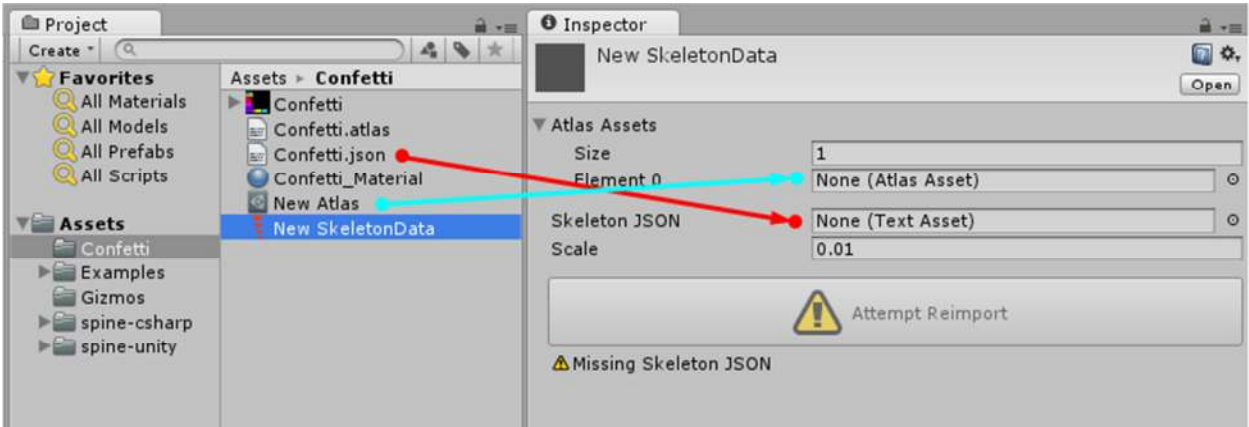 Project
Create
Favorites
All Materials
All Models
All Prefabs
All Scripts
Assets
Confetti
Examples
Gizmos
spine-csharp
spine-unity
Assets ▸ Confetti
Confetti
Confetti.atlas
Confetti.json
Confetti_Material
New Atlas
New SkeletonData
Inspector
New SkeletonData
Open
Atlas Assets
Size 1
Element 0 None (Atlas Asset)
Skeleton JSON None (Text Asset)
Scale 0.01
Attempt Reimport
Missing Skeleton JSON